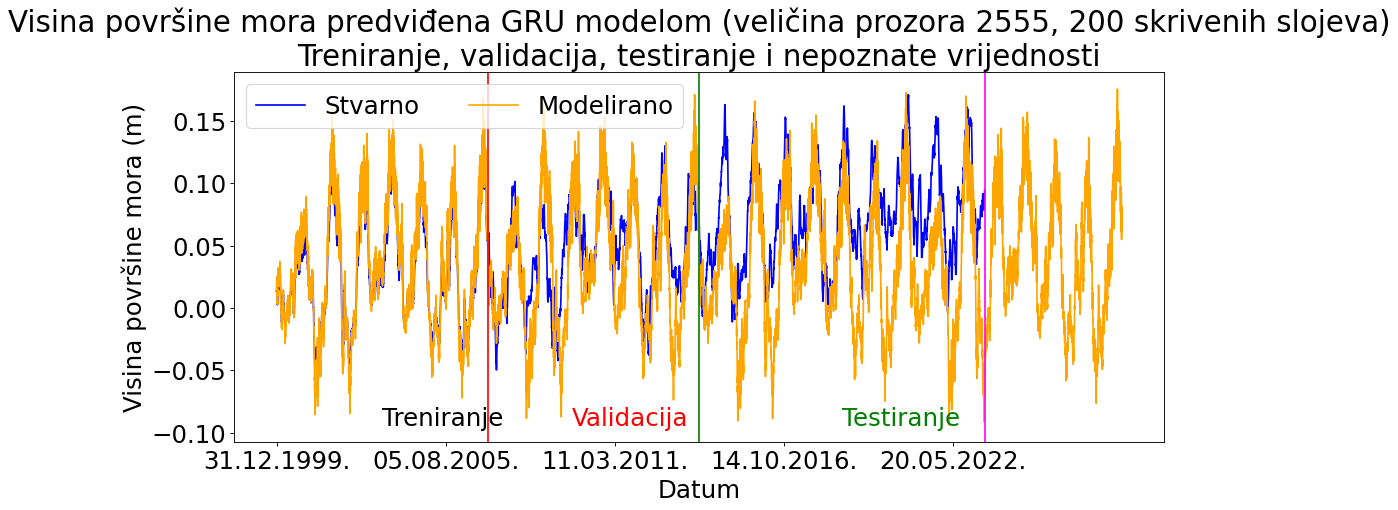 Visina površine mora predviđena GRU modelom (veličina prozora 2555, 200 skrivenih slojeva)
Treniranje, validacija, testiranje i nepoznate vrijednosti
Stvarno
Modelirano
Visina površine mora (m)
0.15
0.10
0.05
0.00
−0.05
−0.10
Treniranje
Validacija
Testiranje
31.12.1999.
05.08.2005.
11.03.2011.
14.10.2016.
20.05.2022.
Datum